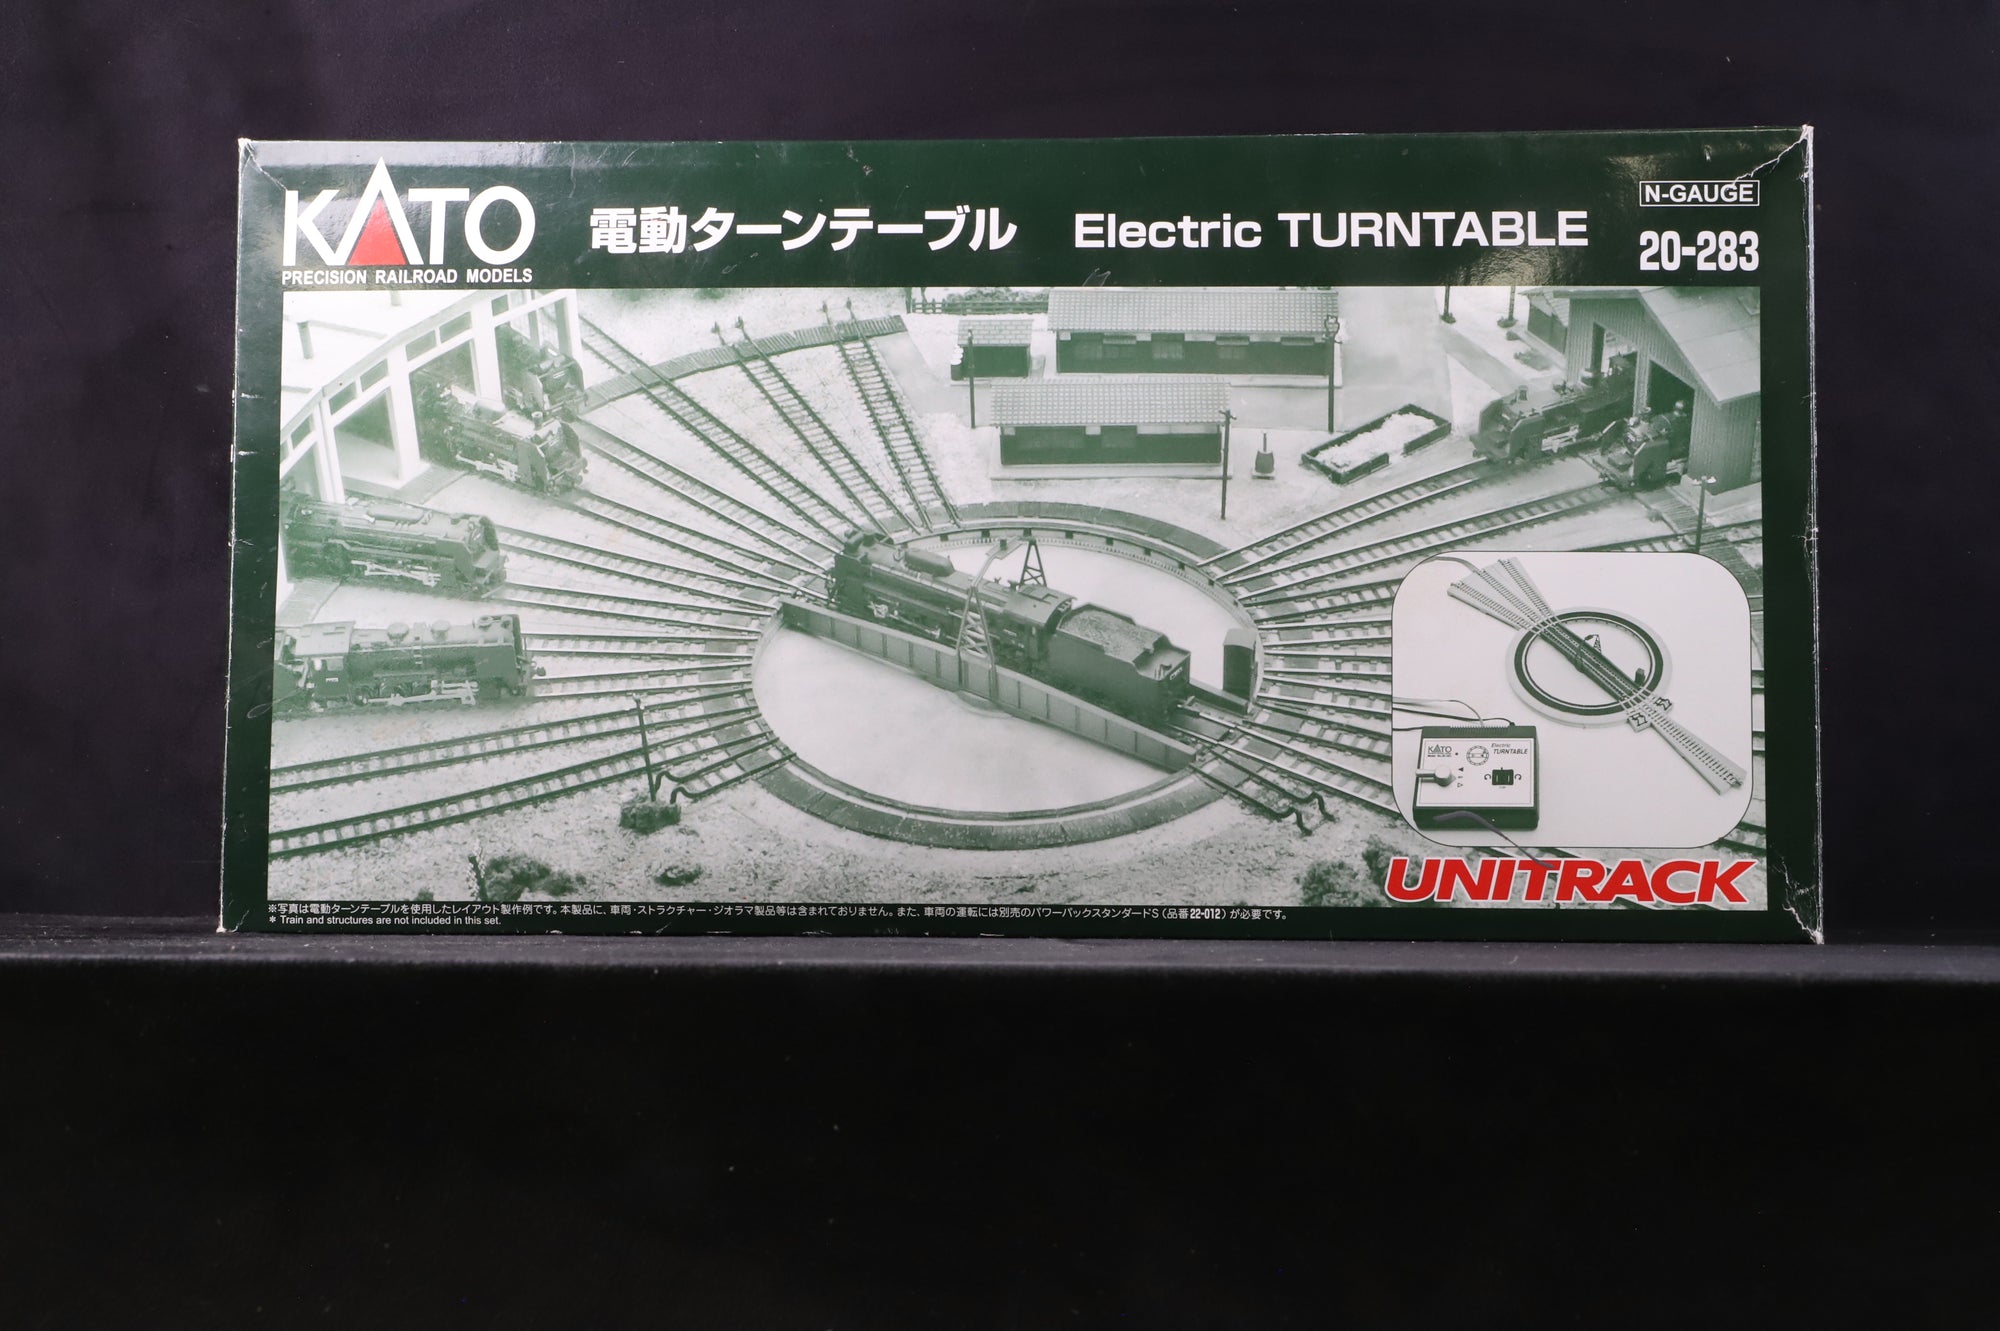 KATO
PRECISION RAILROAD MODELS
電動ターンテーブル Electric TURNTABLE
N-GAUGE
20-283
KATO
Electric
TURNTABLE
UNITRACK
※写真は電動ターンテーブルを使用したレイアウト製作例です。本製品に、車両・ストラクチャー・ジオラマ製品等は含まれておりません。また、車両の運転には別売のパワーパックスタンダードS（品番22-012）が必要です。
* Train and structures are not included in this set.